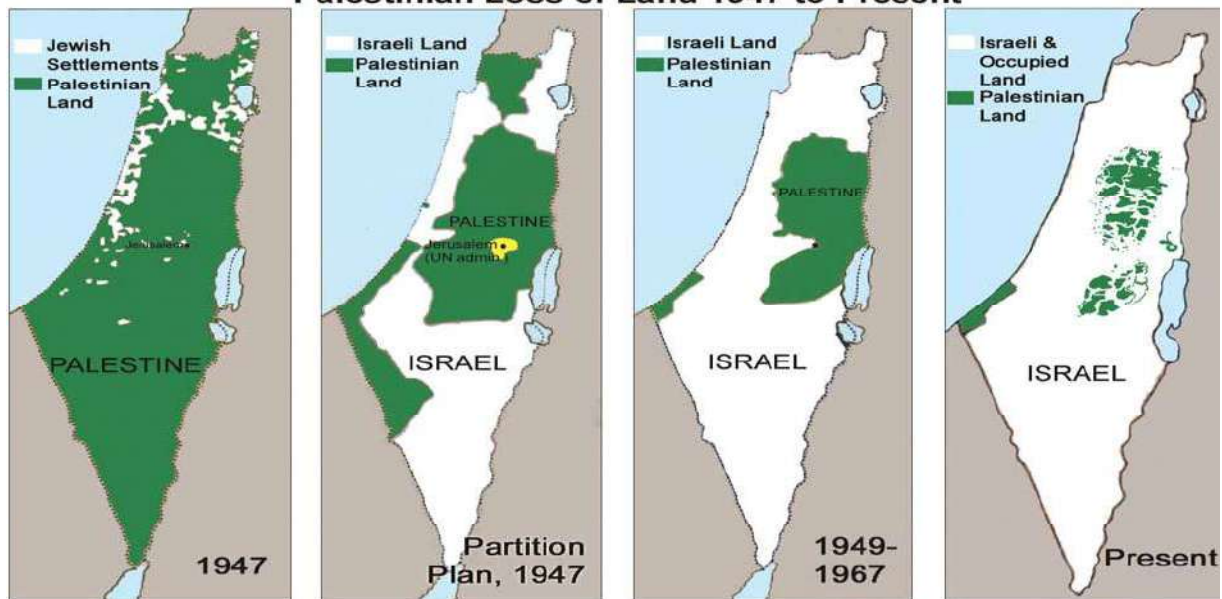 Palestinian Loss of Land 1947 to Present
Jewish
Settlements
Palestinian
Land
Jerusalem
PALESTINE
1947
Israeli Land
Palestinian
Land
PALESTINE
Jerusalem
(UN admin.)
ISRAEL
Partition
Plan, 1947
Israeli Land
Palestinian
Land
PALESTINE
ISRAEL
1949-
1967
Israeli &
Occupied
Land
Palestinian
Land
ISRAEL
Present